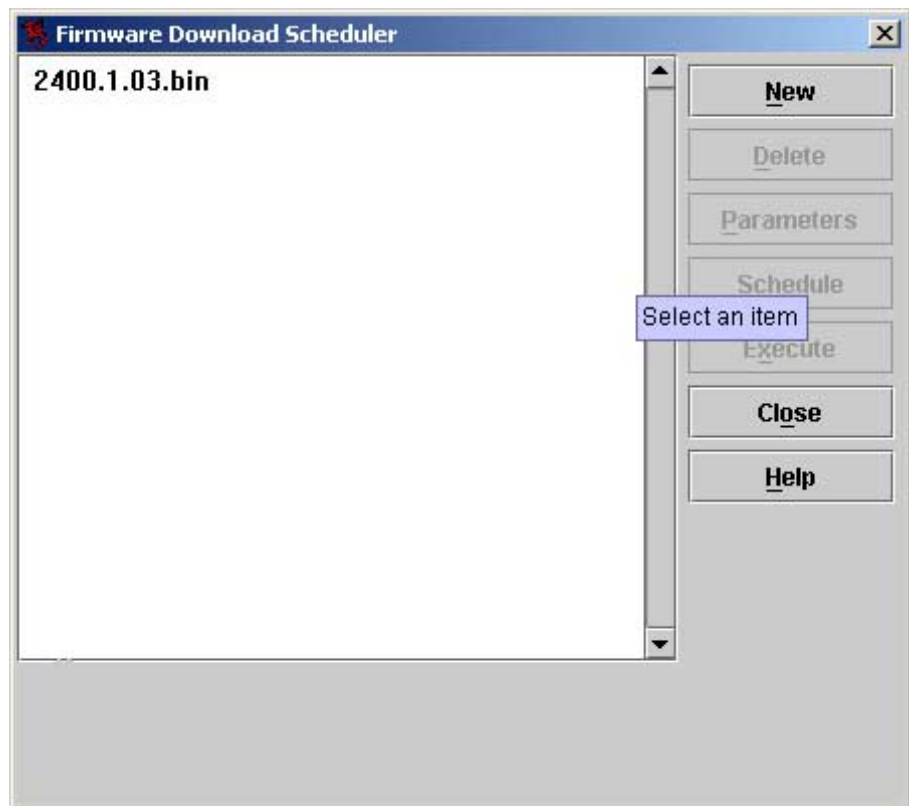 Firmware Download Scheduler
2400.1.03.bin
New
Delete
Parameters
Schedule
Select an item
Execute
Close
Help